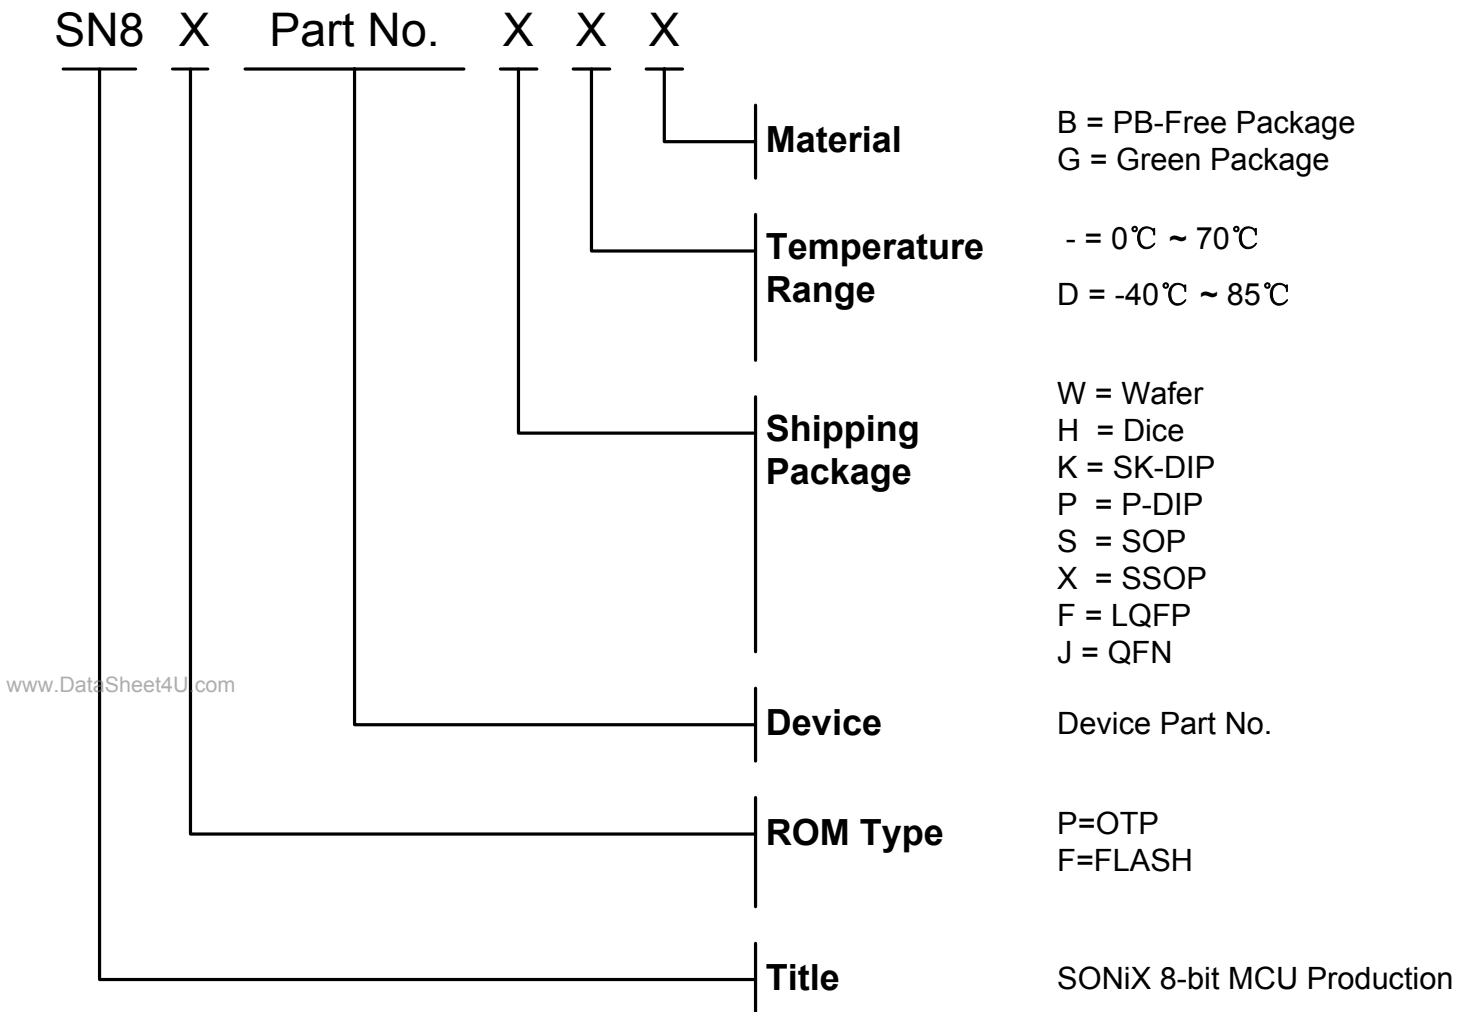 SN8 X Part No. X X X
Material
B = PB-Free Package
G = Green Package
Temperature
Range
- = 0℃ ~ 70℃
D = -40℃ ~ 85℃
Shipping
Package
W = Wafer
H = Dice
K = SK-DIP
P = P-DIP
S = SOP
X = SSOP
F = LQFP
J = QFN
www.DataSheet4U.com
Device
Device Part No.
ROM Type
P=OTP
F=FLASH
Title
SONiX 8-bit MCU Production